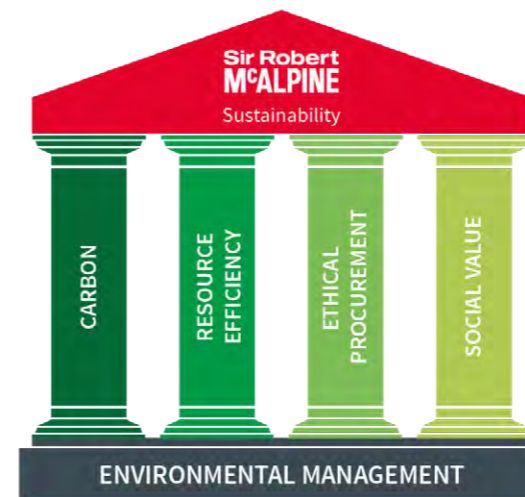 Sir Robert
McALPINE
Sustainability
CARBON
RESOURCE
EFFICIENCY
ETHICAL
PROCUREMENT
SOCIAL VALUE
ENVIRONMENTAL MANAGEMENT